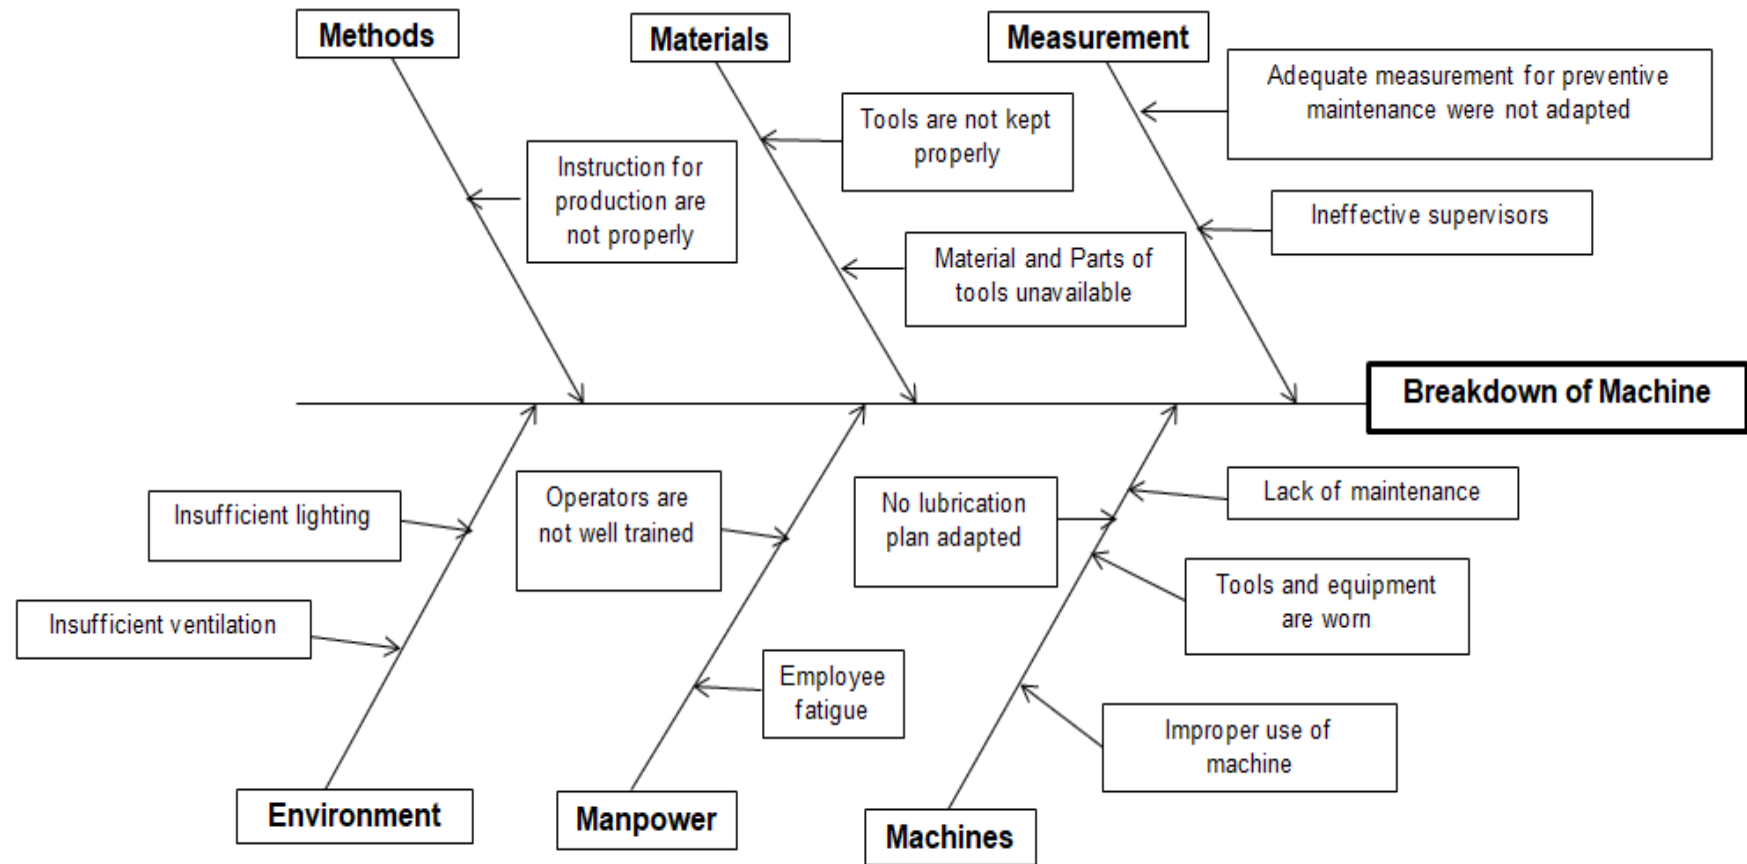 Methods
Materials
Measurement
Adequate measurement for preventive
maintenance were not adapted
Tools are not kept
properly
Instruction for
production are
not properly
Ineffective supervisors
Material and Parts of
tools unavailable
Breakdown of Machine
Insufficient lighting
Operators are
not well trained
No lubrication
plan adapted
Lack of maintenance
Tools and equipment
are worn
Insufficient ventilation
Employee
fatigue
Improper use of
machine
Environment
Manpower
Machines